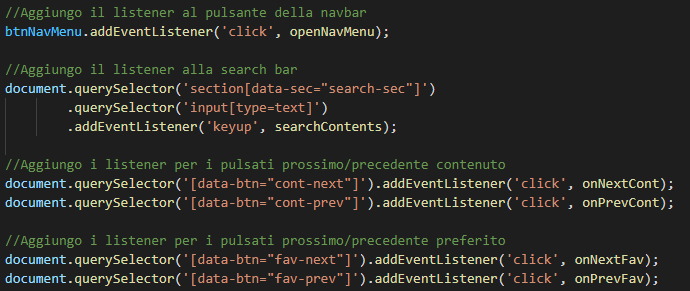 //Aggiungo il listener al pulsante della navbar
btnNavMenu.addEventListener('click', openNavMenu);
//Aggiungo il listener alla search bar
document.querySelector('section[data-sec="search-sec"]')
.querySelector('input[type=text]')
.addEventListener('keyup', searchContents);
//Aggiungo i listener per i pulsati prossimo/precedente contenuto
document.querySelector('[data-btn="cont-next"]').addEventListener('click', onNextCont);
document.querySelector('[data-btn="cont-prev"]').addEventListener('click', onPrevCont);
//Aggiungo i listener per i pulsati prossimo/precedente preferito
document.querySelector('[data-btn="fav-next"]').addEventListener('click', onNextFav);
document.querySelector('[data-btn="fav-prev"]').addEventListener('click', onPrevFav);